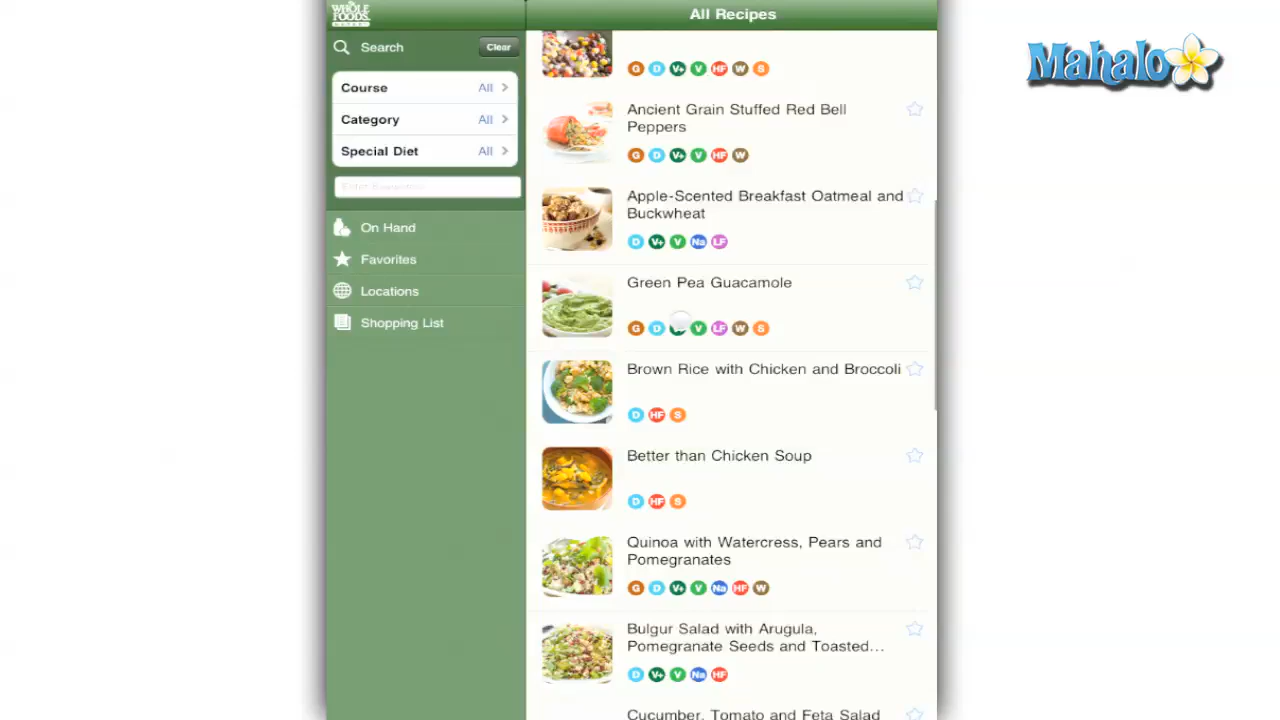 WHOLE
FOODS
MARKET
All Recipes
Mahalo
Search
Clear
Course All
Category All
Special Diet All
On Hand
Favorites
Locations
Shopping List
G D V+ V HF W S
Ancient Grain Stuffed Red Bell
Peppers
G D V+ V HF W
Apple-Scented Breakfast Oatmeal and
Buckwheat
D V+ V Na LF
Green Pea Guacamole
G D V LF W S
Brown Rice with Chicken and Broccoli
D HF S
Better than Chicken Soup
D HF S
Quinoa with Watercress, Pears and
Pomegranates
G D V+ V Na HF W
Bulgur Salad with Arugula,
Pomegranate Seeds and Toasted...
D V+ V Na HF
Cucumber, Tomato and Feta Salad